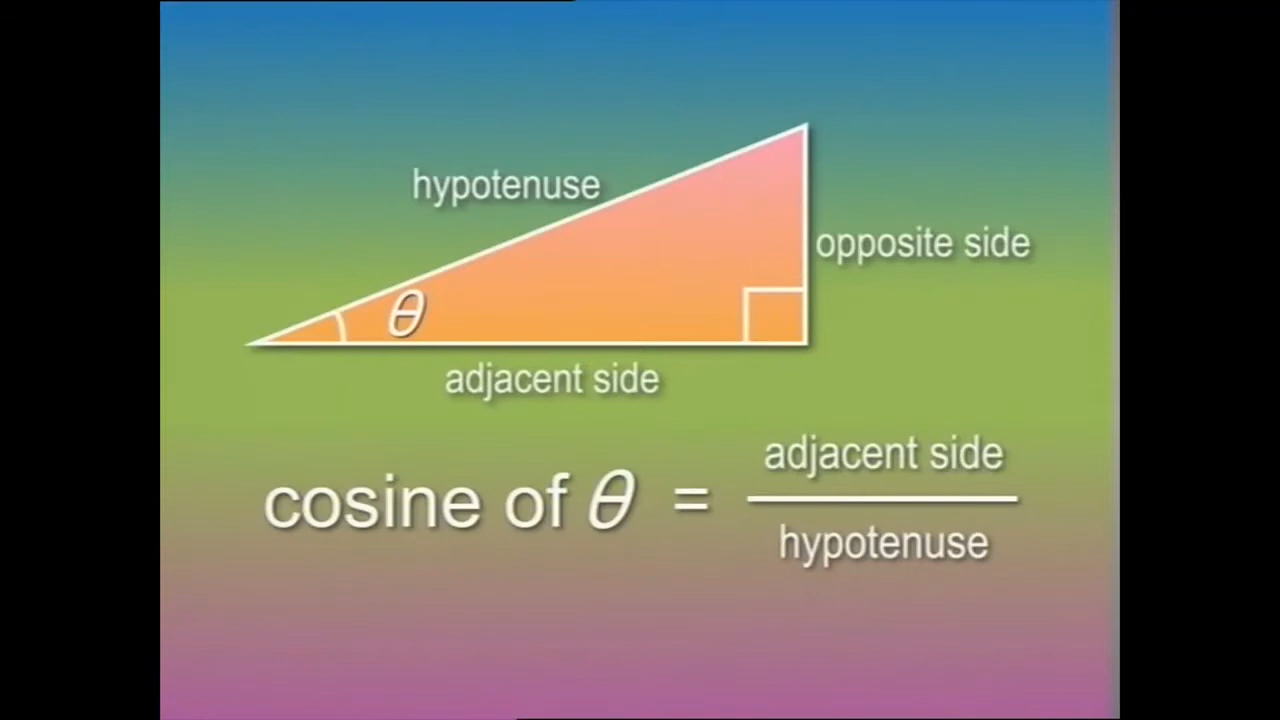 hypotenuse
opposite side
θ
adjacent side
cosine of θ = adjacent side
hypotenuse